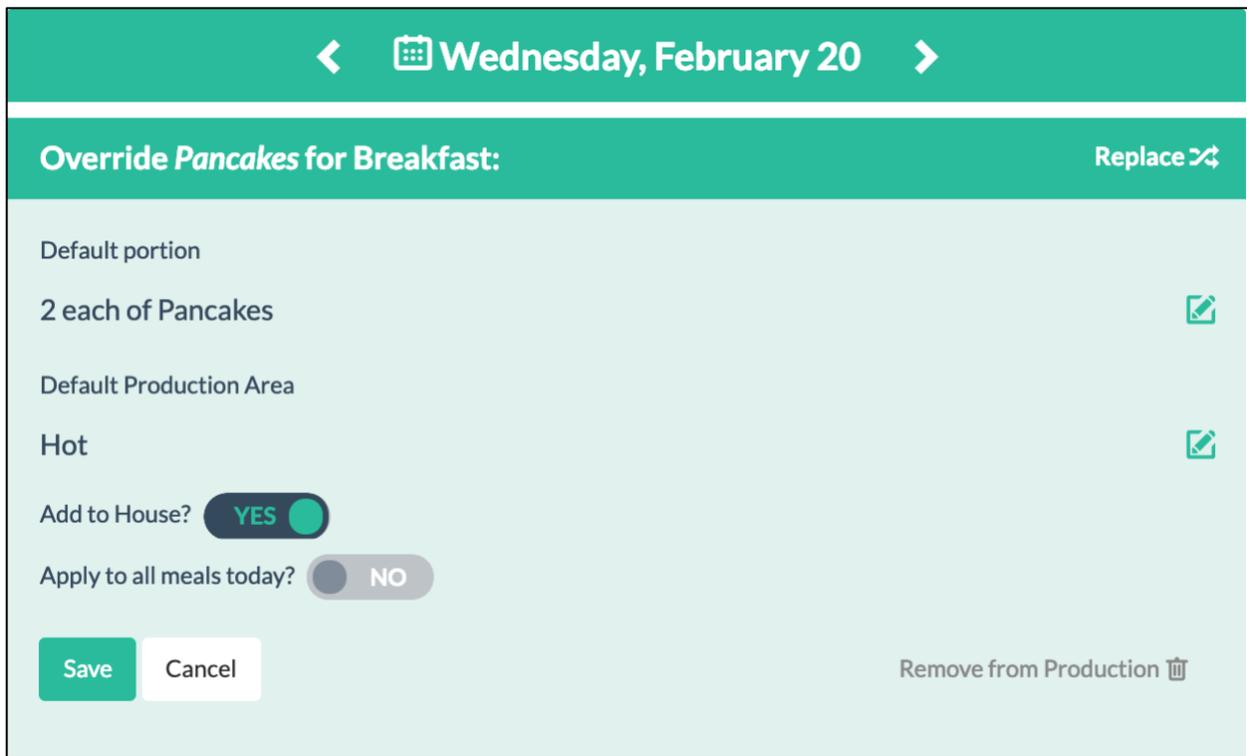 Wednesday, February 20
Override Pancakes for Breakfast:
Replace
Default portion
2 each of Pancakes
Default Production Area
Hot
Add to House? YES
Apply to all meals today? NO
Save Cancel Remove from Production